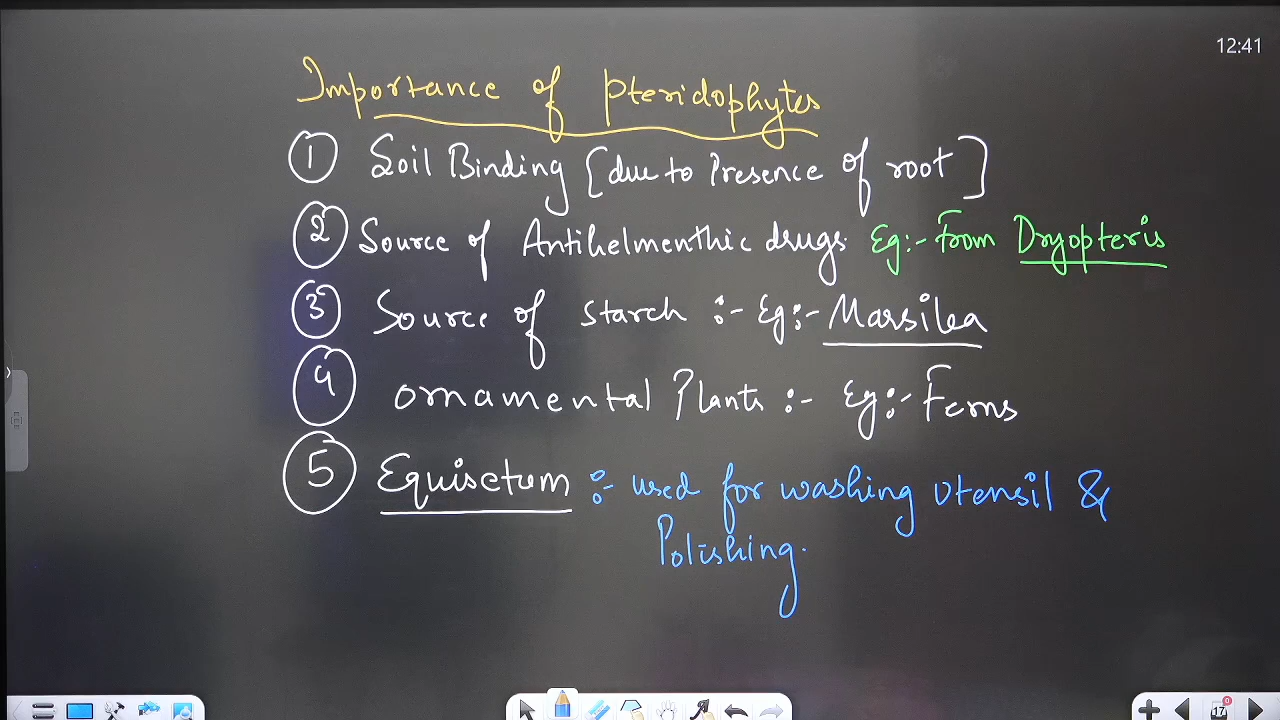 12:41
Importance of Pteridophytes
① Soil Binding [due to Presence of root]
② Source of Antihelmenthic drugs Eg:- From Dryopteris
③ Source of starch :- Eg:- Marsilea
④ Ornamental Plants :- Eg:- Ferns
⑤ Equisetum :- used for washing utensil &
Polishing.
17